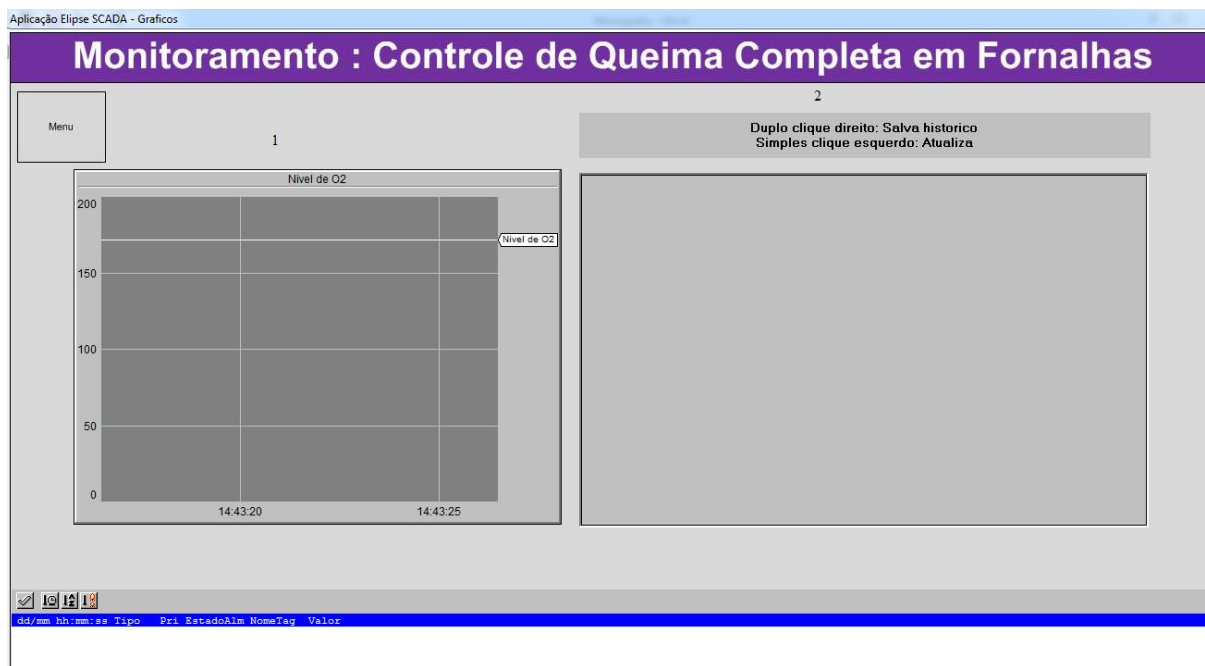 Aplicação Elipse SCADA - Graficos
Monitoramento : Controle de Queima Completa em Fornalhas
Menu
1
2
Duplo clique direito: Salva historico
Simples clique esquerdo: Atualiza
Nivel de O2
200
Nivel de O2
150
100
50
0
14:43:20 14:43:25
dd/mm hh:mm:ss Tipo Pri EstadoAlm NomeTag Valor